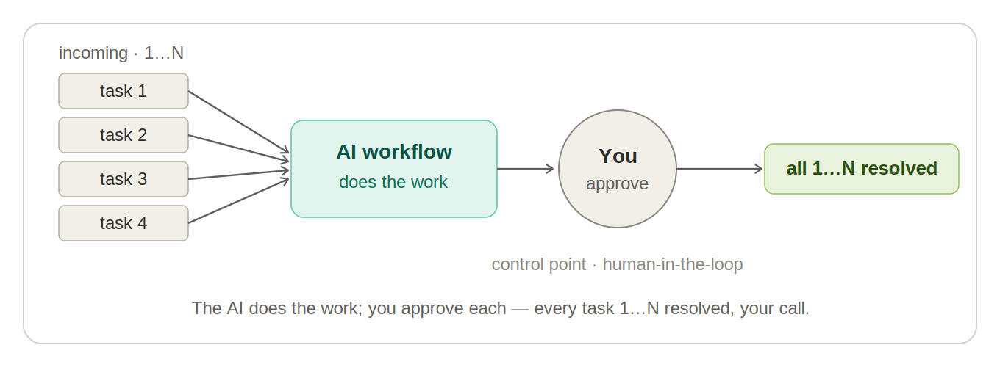 incoming · 1…N
task 1
task 2
task 3
task 4
AI workflow
does the work
You
approve
all 1…N resolved
control point · human-in-the-loop
The AI does the work; you approve each — every task 1…N resolved, your call.